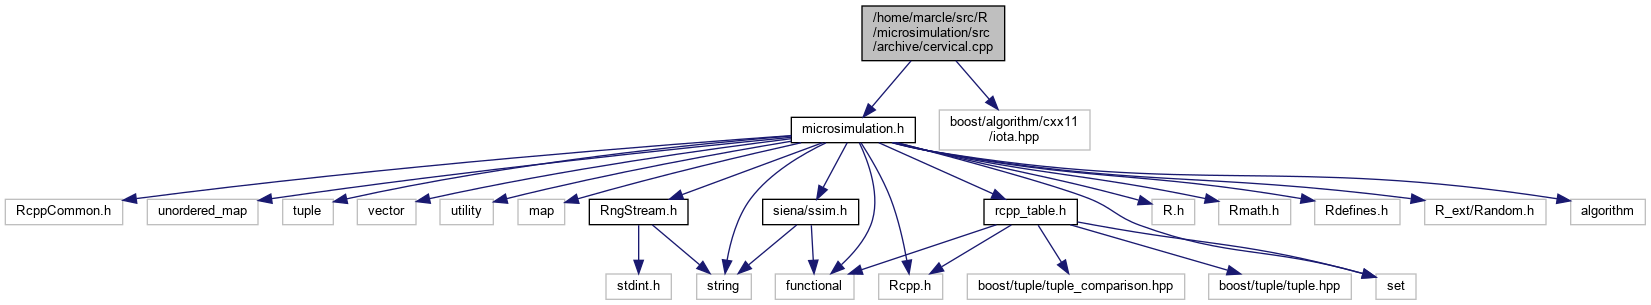 /home/marcle/src/R
/microsimulation/src
/archive/cervical.cpp
microsimulation.h
boost/algorithm/cxx11
/iota.hpp
RcppCommon.h
unordered_map
tuple
vector
utility
map
RngStream.h
siena/ssim.h
rcpp_table.h
R.h
Rmath.h
Rdefines.h
R_ext/Random.h
algorithm
stdint.h
string
functional
Rcpp.h
boost/tuple/tuple_comparison.hpp
boost/tuple/tuple.hpp
set